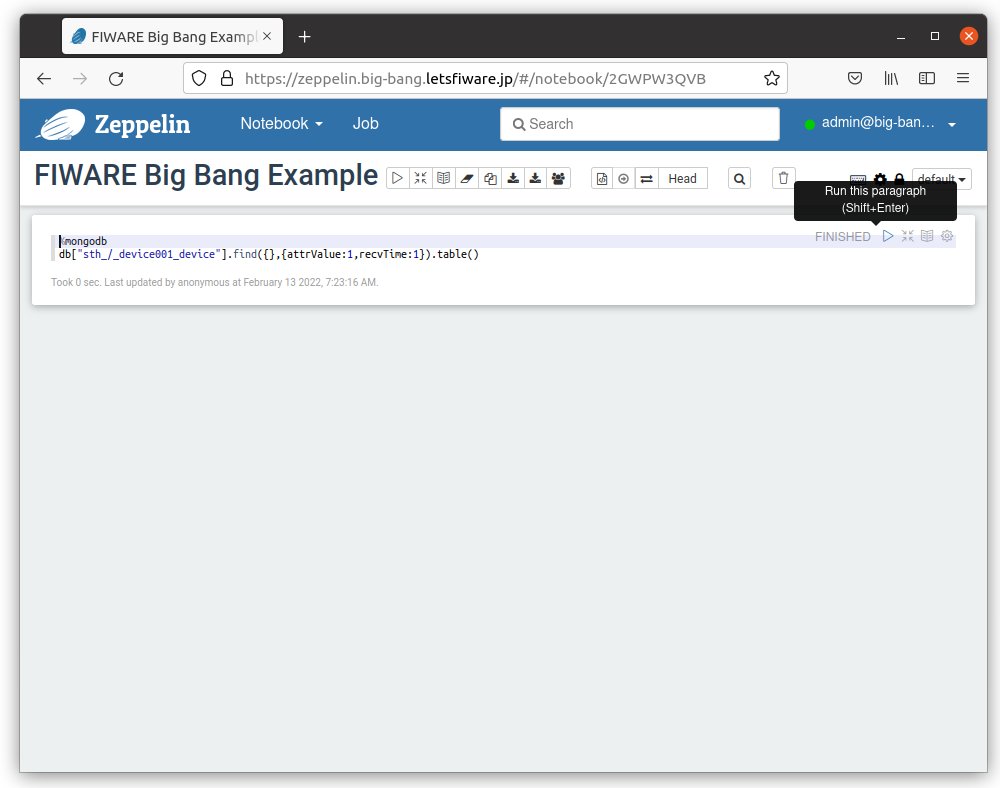 FIWARE Big Bang Exampl
https://zeppelin.big-bang.letsfiware.jp/#/notebook/2GWPW3QVB
Zeppelin
Notebook
Job
Search
admin@big-ban...
FIWARE Big Bang Example
Head
default
Run this paragraph
(Shift+Enter)
FINISHED
%mongodb
db["sth_/_device001_device"].find({},{attrValue:1,recvTime:1}).table()
Took 0 sec. Last updated by anonymous at February 13 2022, 7:23:16 AM.